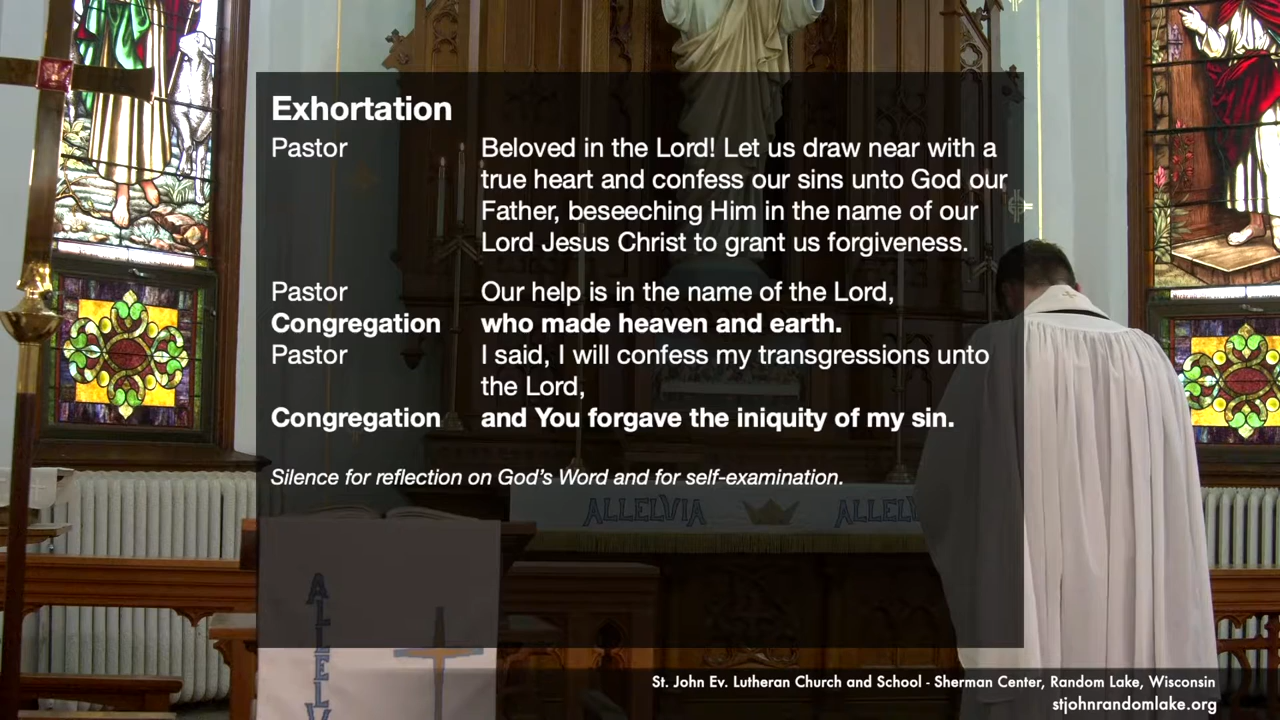 Exhortation
Pastor Beloved in the Lord! Let us draw near with a
true heart and confess our sins unto God our
Father, beseeching Him in the name of our
Lord Jesus Christ to grant us forgiveness.
Pastor Our help is in the name of the Lord,
Congregation who made heaven and earth.
Pastor I said, I will confess my transgressions unto
the Lord,
Congregation and You forgave the iniquity of my sin.
Silence for reflection on God’s Word and for self-examination.
ALLELVIA ALLELV
ALLELV
St. John Ev. Lutheran Church and School - Sherman Center, Random Lake, Wisconsin
stjohnrandomlake.org